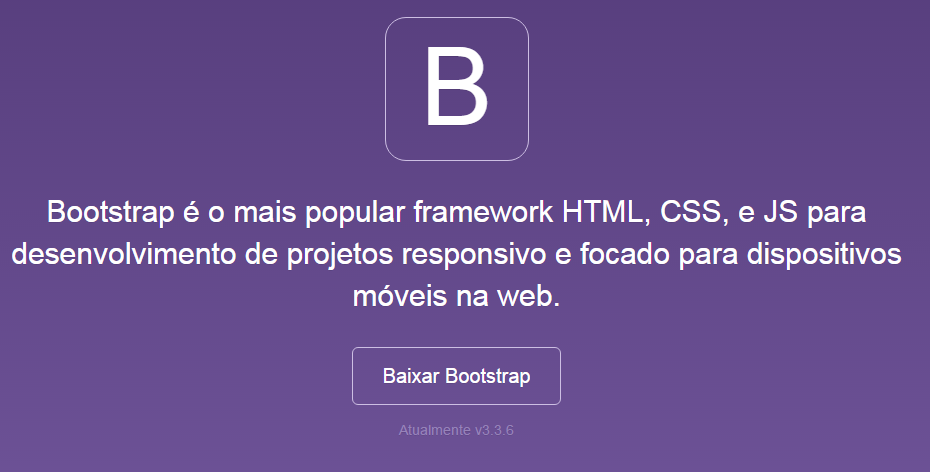 B
Bootstrap é o mais popular framework HTML, CSS, e JS para
desenvolvimento de projetos responsivo e focado para dispositivos
móveis na web.
Baixar Bootstrap
Atualmente v3.3.6